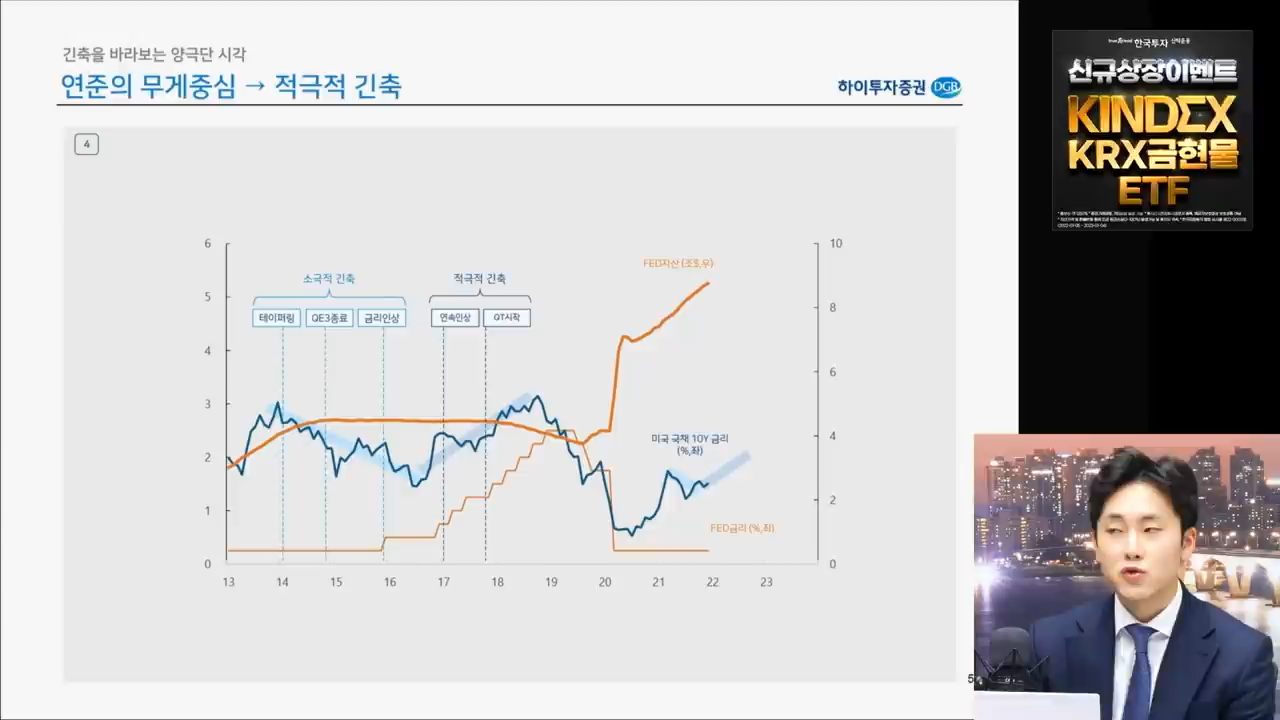 긴축을 바라보는 양극단 시각
연준의 무게중심 → 적극적 긴축
하이투자증권 DGB
4
6
5
4
3
2
1
0
10
8
6
4
2
0
소극적 긴축
적극적 긴축
테이퍼링
QE3종료
금리인상
연속인상
QT시작
FED자산 (조$,우)
미국 국채 10Y 금리
(%,좌)
FED금리 (%,좌)
13 14 15 16 17 18 19 20 21 22 23
5
한국투자 신탁운용
신규상장이벤트
KINDEX
KRX금현물
ETF